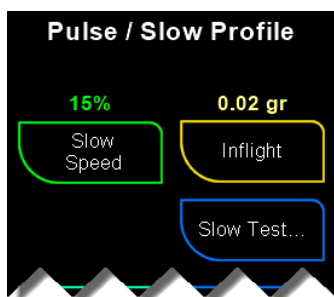 Pulse / Slow Profile
15%
0.02 gr
Slow
Speed
Inflight
Slow Test...